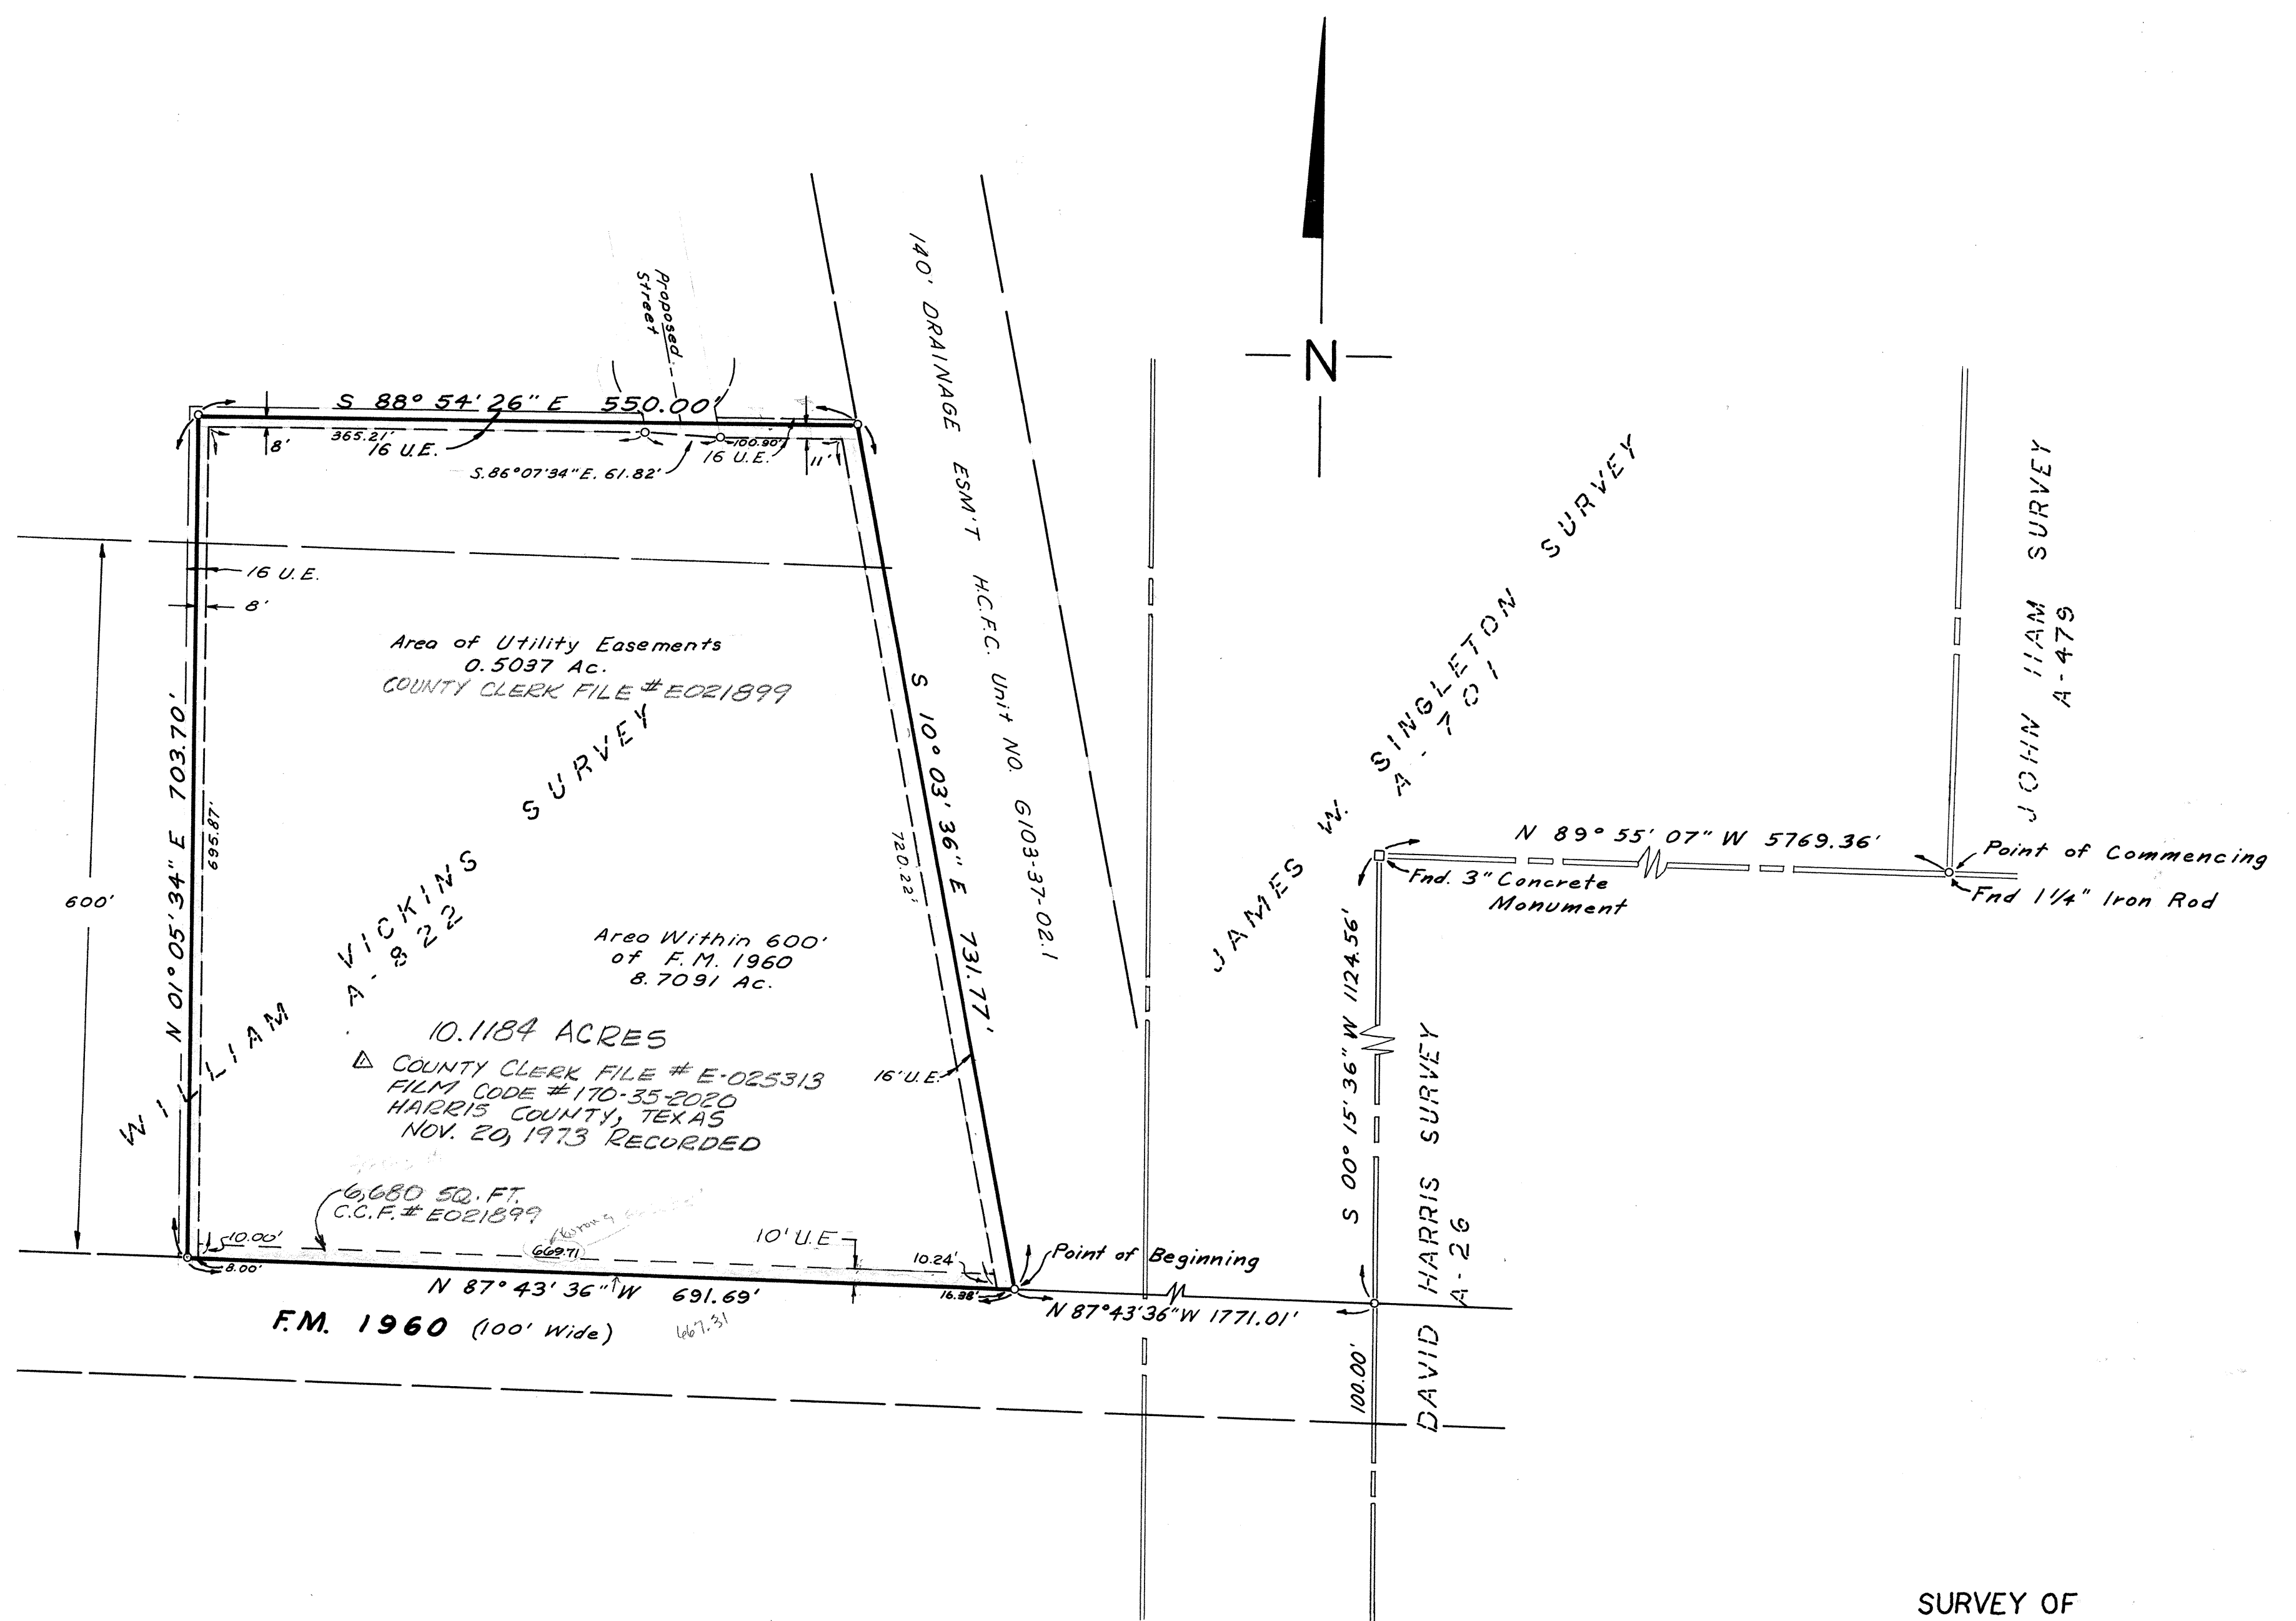 N
Proposed
Street
140' DRAINAGE ESM'T H.C.F.C. Unit NO. G103-37-02.1
S 88° 54' 26" E 550.00'
8'
365.21'
16 U.E.
S.86°07'34"E. 61.82'
100.90'
16 U.E.
11'
16 U.E.
8'
Area of Utility Easements
0.5037 Ac.
COUNTY CLERK FILE # E021899
N 01° 05' 34" E 703.70'
695.87'
600'
WILLIAM VICKINS SURVEY
A-822
S 10° 03' 36" E 731.77'
720.22'
16' U.E.
Area Within 600'
of F.M. 1960
8.7091 Ac.
10.1184 ACRES
COUNTY CLERK FILE # E-025313
FILM CODE # 170-35-2020
HARRIS COUNTY, TEXAS
NOV. 20, 1973 RECORDED
6,680 SQ. FT.
C.C.F. # E021899
wrong
10.00'
669.71
10' U.E
10.24'
8.00'
16.38'
N 87° 43' 36" W 691.69'
667.31
F.M. 1960 (100' Wide)
Point of Beginning
N 87°43'36"W 1771.01'
100.00'
JAMES W. SINGLETON SURVEY
A-701
JOHN IIAM SURVEY
A-479
N 89° 55' 07" W 5769.36'
Point of Commencing
Fnd 1 1/4" Iron Rod
Fnd. 3" Concrete
Monument
S 00° 15' 36" W 1124.56'
DAVID HARRIS SURVEY
A-26
SURVEY OF